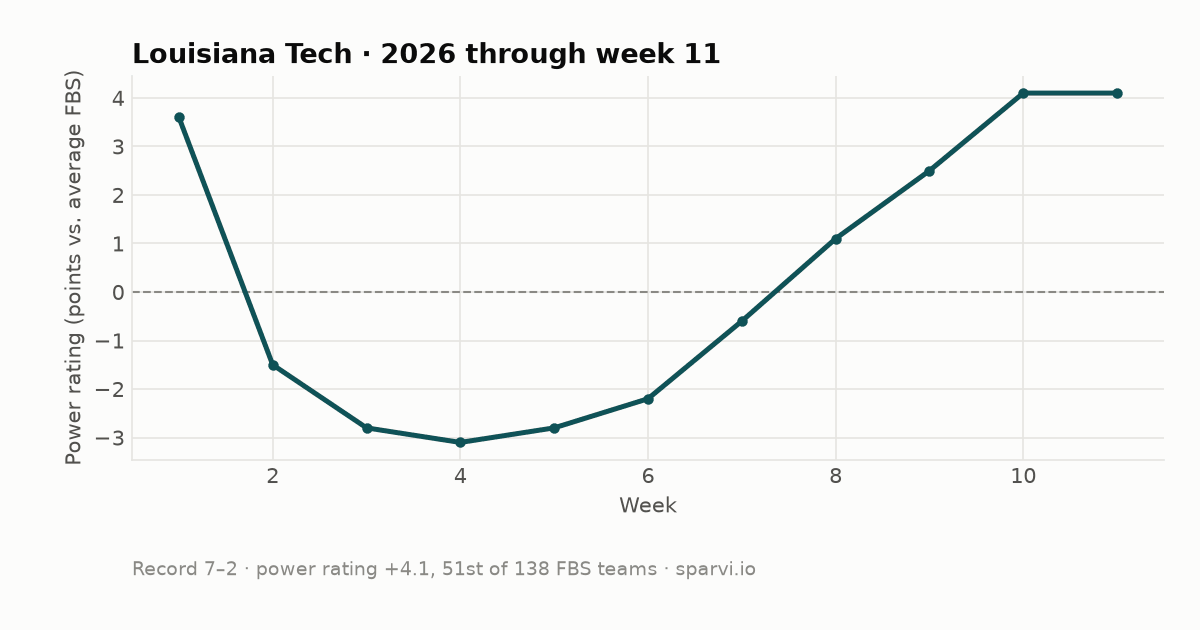 Louisiana Tech · 2026 through week 11
Power rating (points vs. average FBS)
4
3
2
1
0
−1
−2
−3
2 4 6 8 10
Week
Record 7–2 · power rating +4.1, 51st of 138 FBS teams · sparvi.io